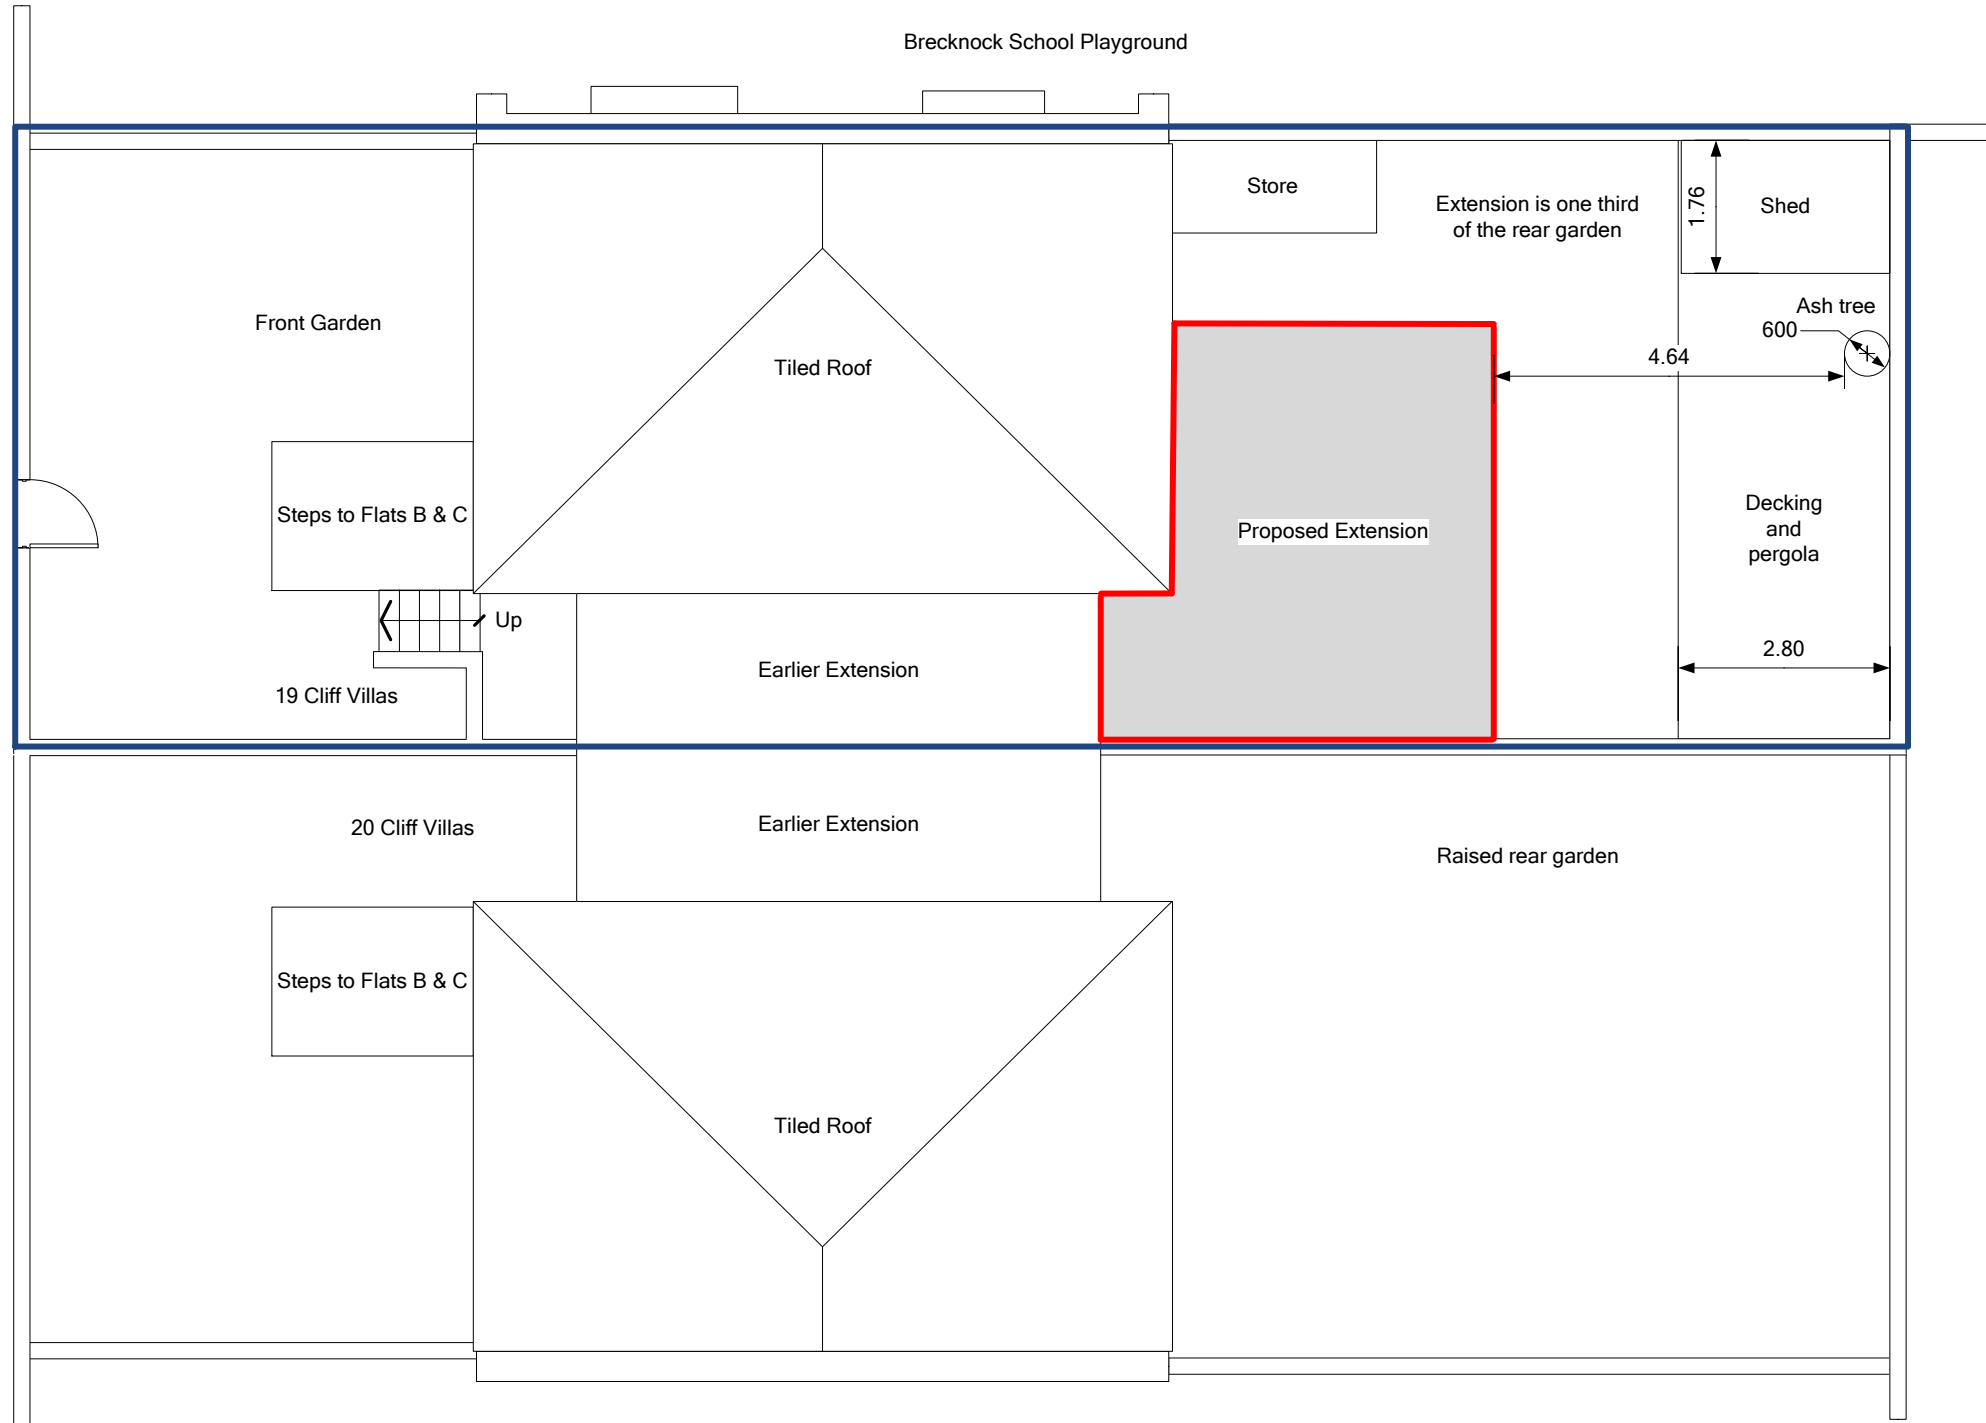 Brecknock School Playground
Store
Extension is one third
of the rear garden
1.76
Shed
Ash tree
600
Front Garden
Tiled Roof
4.64
Steps to Flats B & C
Proposed Extension
Decking
and
pergola
Up
2.80
Earlier Extension
19 Cliff Villas
20 Cliff Villas
Earlier Extension
Raised rear garden
Steps to Flats B & C
Tiled Roof